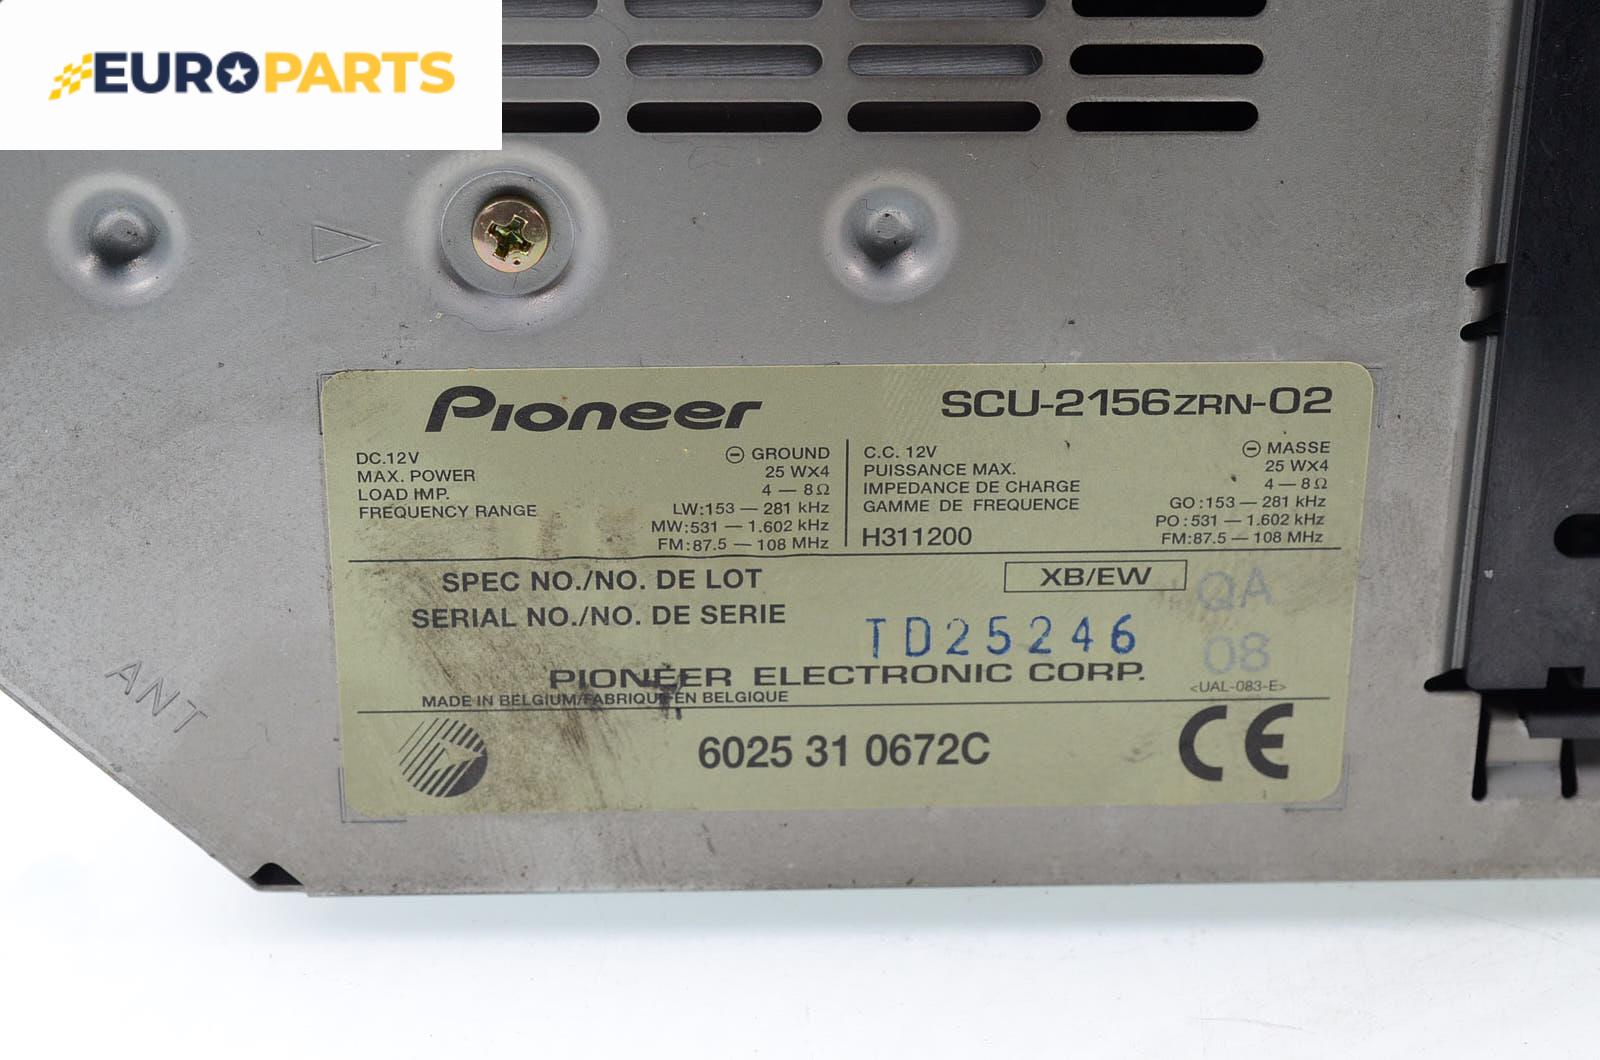 EUROPARTS
Pioneer SCU-2156ZRN-02
DC.12V ⊖ GROUND
MAX. POWER 25 W×4
LOAD IMP. 4 — 8Ω
FREQUENCY RANGE LW:153 — 281 kHz
MW:531 — 1.602 kHz
FM:87.5 — 108 MHz
C.C. 12V ⊖ MASSE
PUISSANCE MAX. 25 W×4
IMPEDANCE DE CHARGE 4 — 8Ω
GAMME DE FREQUENCE GO:153 — 281 kHz
PO:531 — 1.602 kHz
H311200 FM:87.5 — 108 MHz
SPEC NO./NO. DE LOT XB/EW QA
SERIAL NO./NO. DE SERIE TD25246 08
PIONEER ELECTRONIC CORP.
MADE IN BELGIUM/FABRIQUE EN BELGIQUE <UAL-083-E>
6025 31 0672C CE
ANT